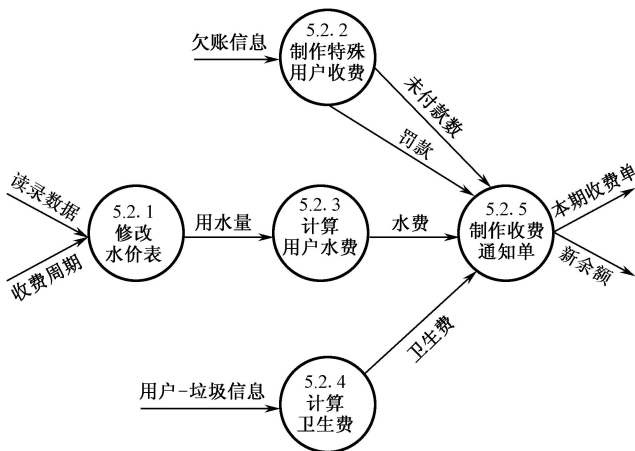 欠账信息
5.2.2
制作特殊
用户收费
未付款数
罚款
读录数据
收费周期
5.2.1
修改
水价表
用水量
5.2.3
计算
用户水费
水费
5.2.5
制作收费
通知单
本期收费单
新余额
用户-垃圾信息
5.2.4
计算
卫生费
卫生费